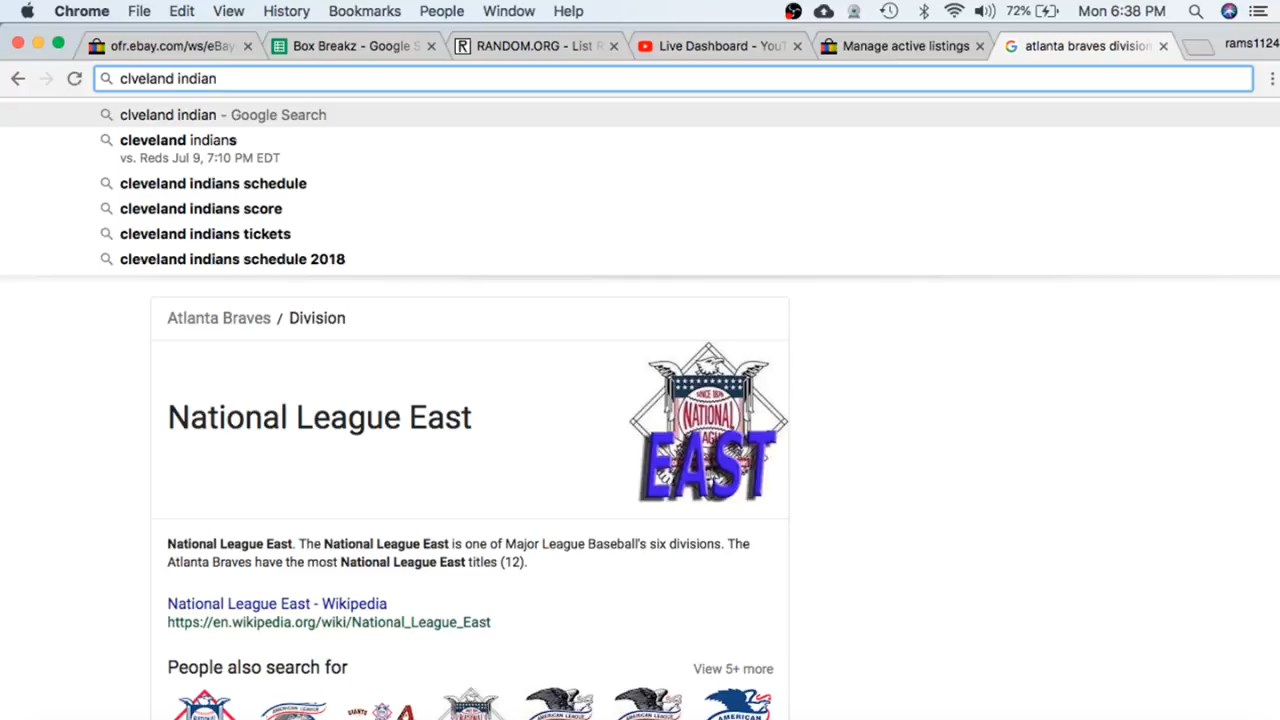 Chrome File Edit View History Bookmarks People Window Help 72% Mon 6:38 PM
ofr.ebay.com/ws/eBay Box Breakz - Google S RANDOM.ORG - List R Live Dashboard - YouT Manage active listings atlanta braves division rams1124
clveland indian
clveland indian - Google Search
cleveland indians
vs. Reds Jul 9, 7:10 PM EDT
cleveland indians schedule
cleveland indians score
cleveland indians tickets
cleveland indians schedule 2018
Atlanta Braves / Division
National League East
SINCE 1876
NATIONAL
EAST
National League East. The National League East is one of Major League Baseball's six divisions. The
Atlanta Braves have the most National League East titles (12).
National League East - Wikipedia
https://en.wikipedia.org/wiki/National_League_East
People also search for View 5+ more
AMERICAN